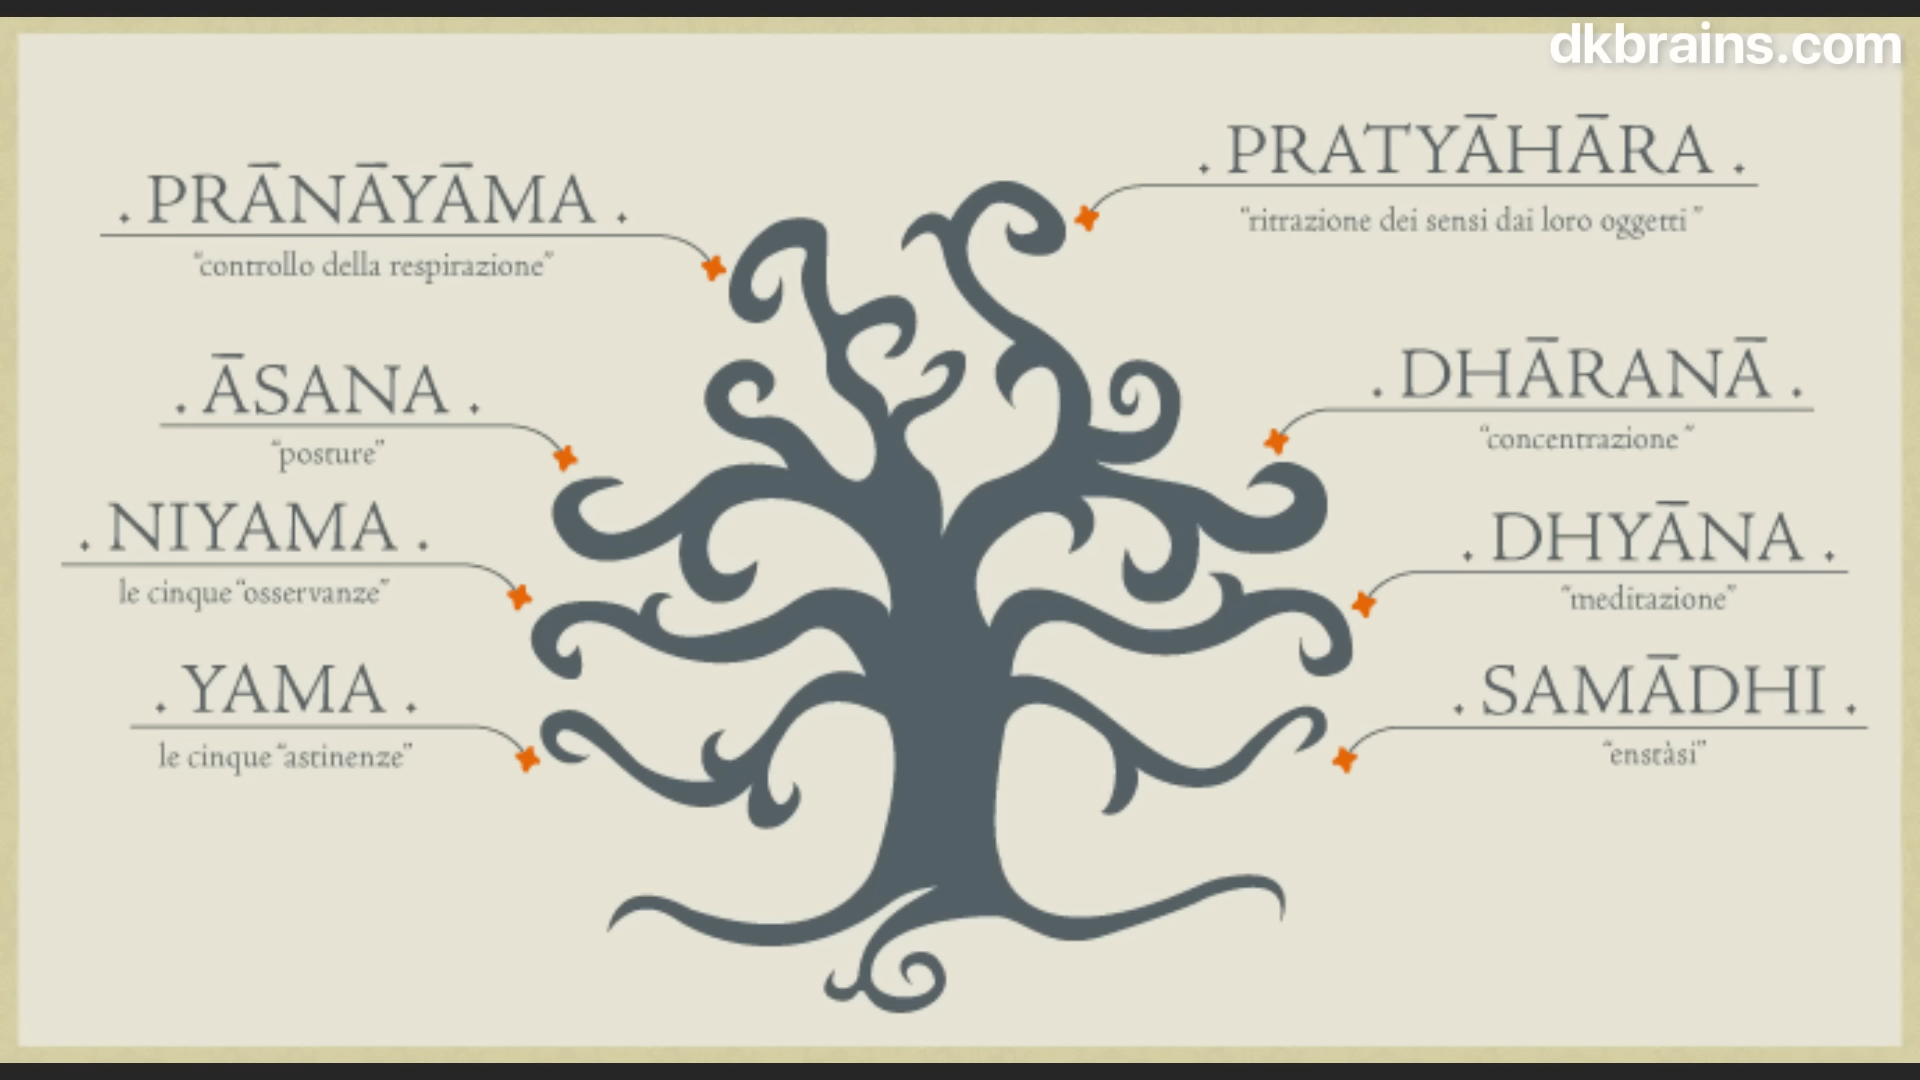 dkbrains.com
. PRĀNĀYĀMA .
"controllo della respirazione"
. ĀSANA .
"posture"
. NIYAMA .
le cinque "osservanze"
. YAMA .
le cinque "astinenze"
. PRATYĀHĀRA .
"ritrazione dei sensi dai loro oggetti"
. DHĀRANĀ .
"concentrazione"
. DHYĀNA .
"meditazione"
. SAMĀDHI .
"enstàsi"